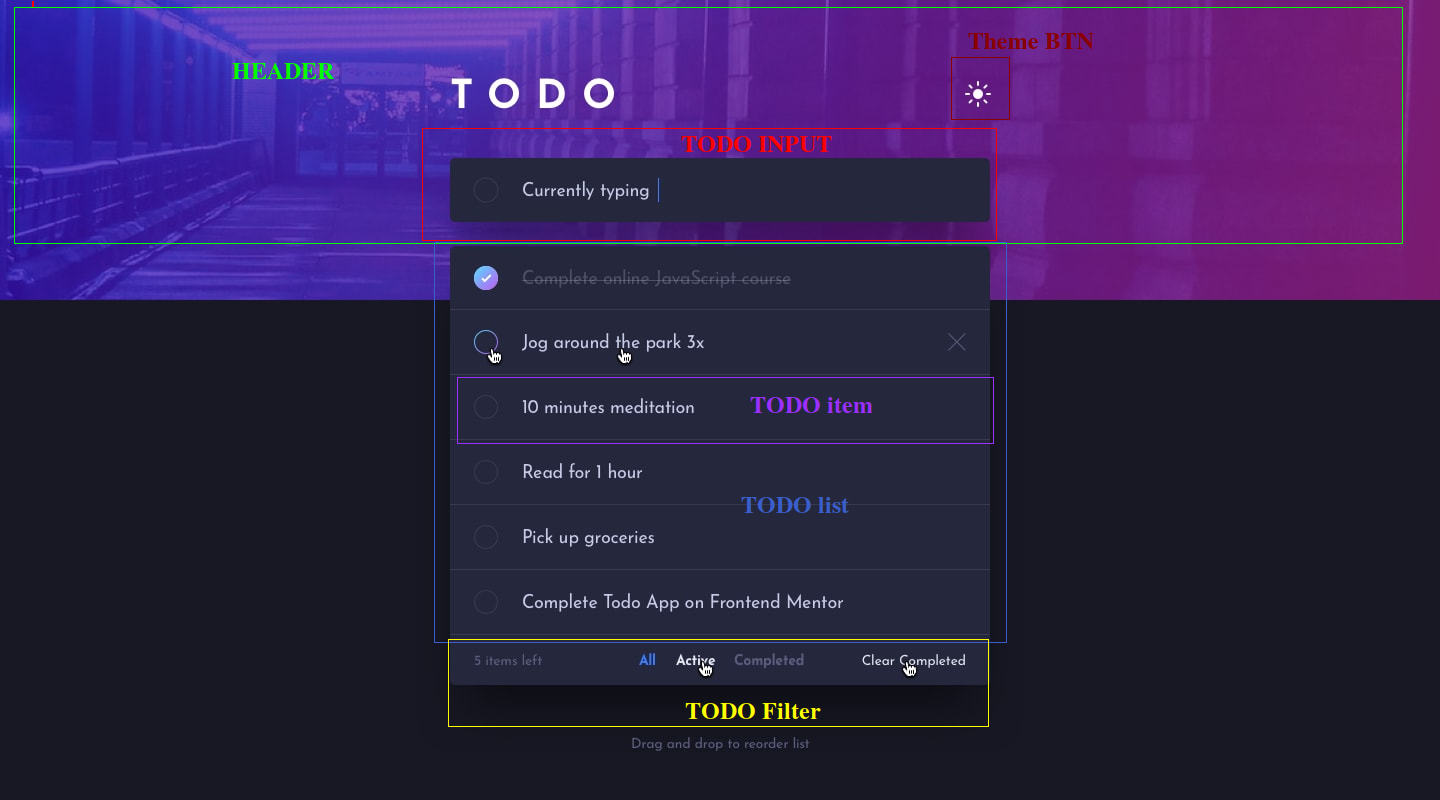 Theme BTN
HEADER
TODO
TODO INPUT
Currently typing
Complete online JavaScript course
Jog around the park 3x
10 minutes meditation
TODO item
Read for 1 hour
TODO list
Pick up groceries
Complete Todo App on Frontend Mentor
5 items left All Active Completed Clear Completed
TODO Filter
Drag and drop to reorder list